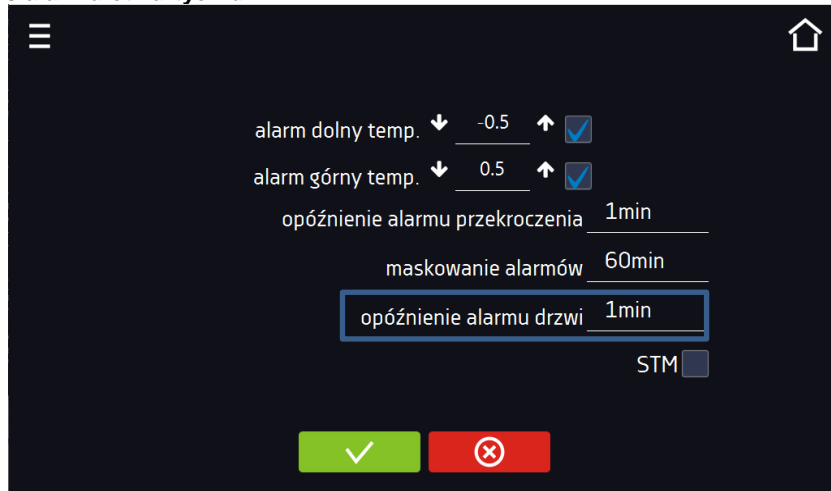 alarm dolny temp. -0.5
alarm górny temp. 0.5
opóźnienie alarmu przekroczenia 1min
maskowanie alarmów 60min
opóźnienie alarmu drzwi 1min
STM